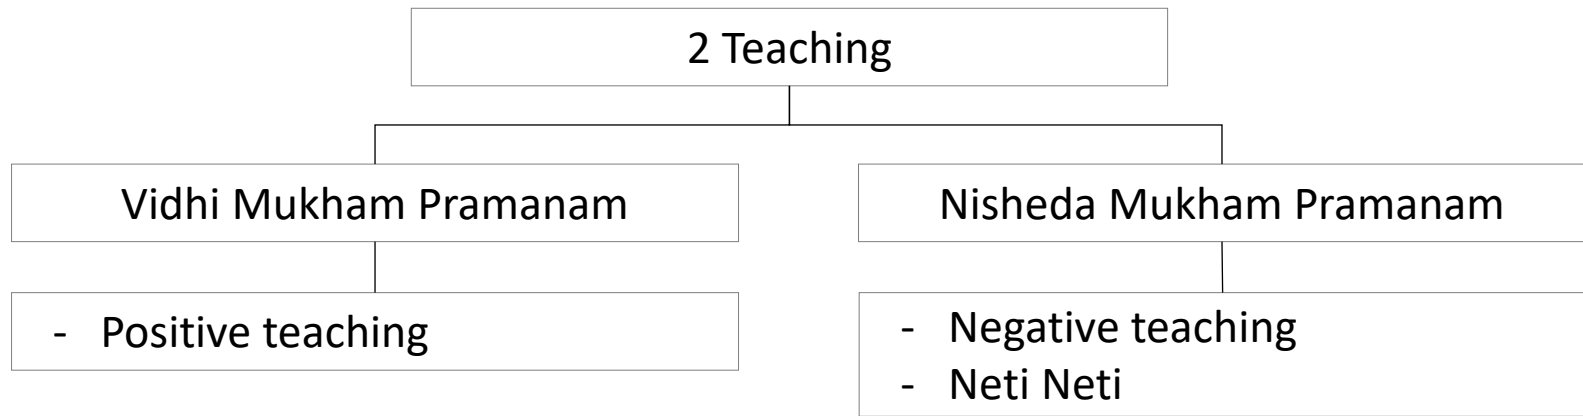 2 Teaching
Vidhi Mukham Pramanam
Nisheda Mukham Pramanam
- Positive teaching
- Negative teaching
- Neti Neti